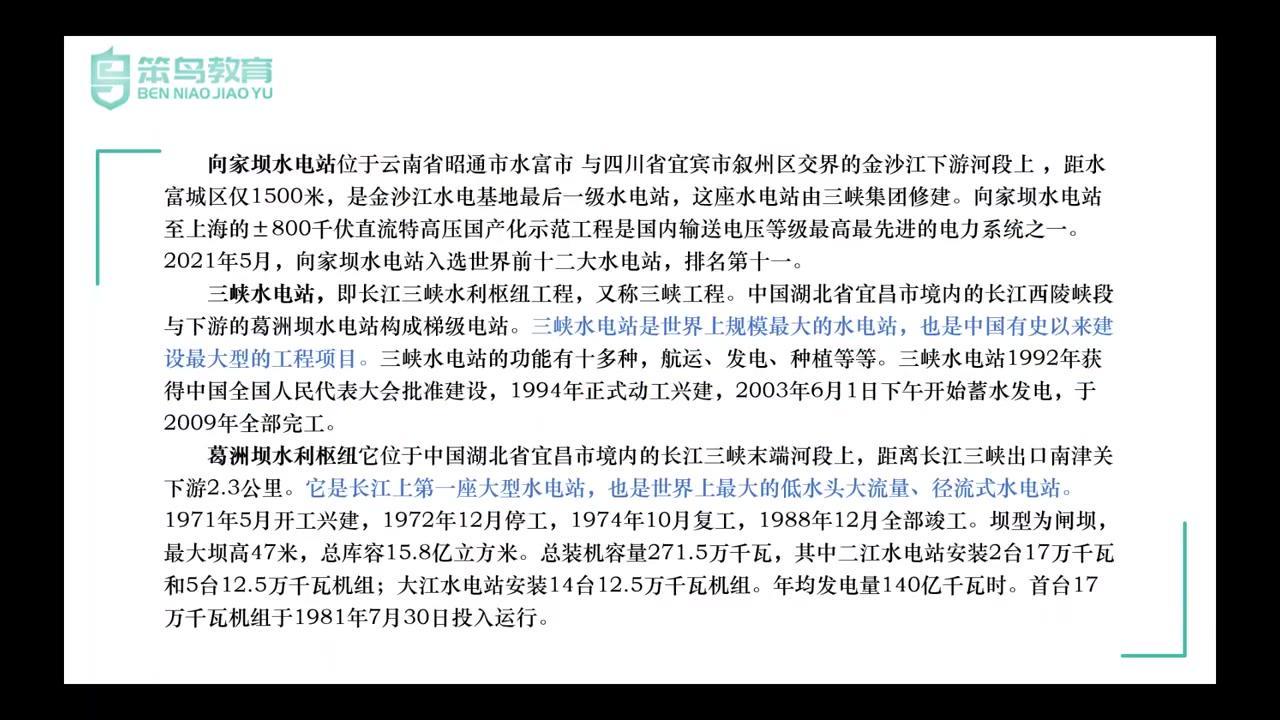 笨鸟教育
BEN NIAO JIAO YU
向家坝水电站位于云南省昭通市水富市 与四川省宜宾市叙州区交界的金沙江下游河段上 ，距水
富城区仅1500米，是金沙江水电基地最后一级水电站，这座水电站由三峡集团修建。向家坝水电站
至上海的±800千伏直流特高压国产化示范工程是国内输送电压等级最高最先进的电力系统之一。
2021年5月，向家坝水电站入选世界前十二大水电站，排名第十一。
三峡水电站，即长江三峡水利枢纽工程，又称三峡工程。中国湖北省宜昌市境内的长江西陵峡段
与下游的葛洲坝水电站构成梯级电站。三峡水电站是世界上规模最大的水电站，也是中国有史以来建
设最大型的工程项目。三峡水电站的功能有十多种，航运、发电、种植等等。三峡水电站1992年获
得中国全国人民代表大会批准建设，1994年正式动工兴建，2003年6月1日下午开始蓄水发电，于
2009年全部完工。
葛洲坝水利枢纽它位于中国湖北省宜昌市境内的长江三峡末端河段上，距离长江三峡出口南津关
下游2.3公里。它是长江上第一座大型水电站，也是世界上最大的低水头大流量、径流式水电站。
1971年5月开工兴建，1972年12月停工，1974年10月复工，1988年12月全部竣工。坝型为闸坝，
最大坝高47米，总库容15.8亿立方米。总装机容量271.5万千瓦，其中二江水电站安装2台17万千瓦
和5台12.5万千瓦机组；大江水电站安装14台12.5万千瓦机组。年均发电量140亿千瓦时。首台17
万千瓦机组于1981年7月30日投入运行。